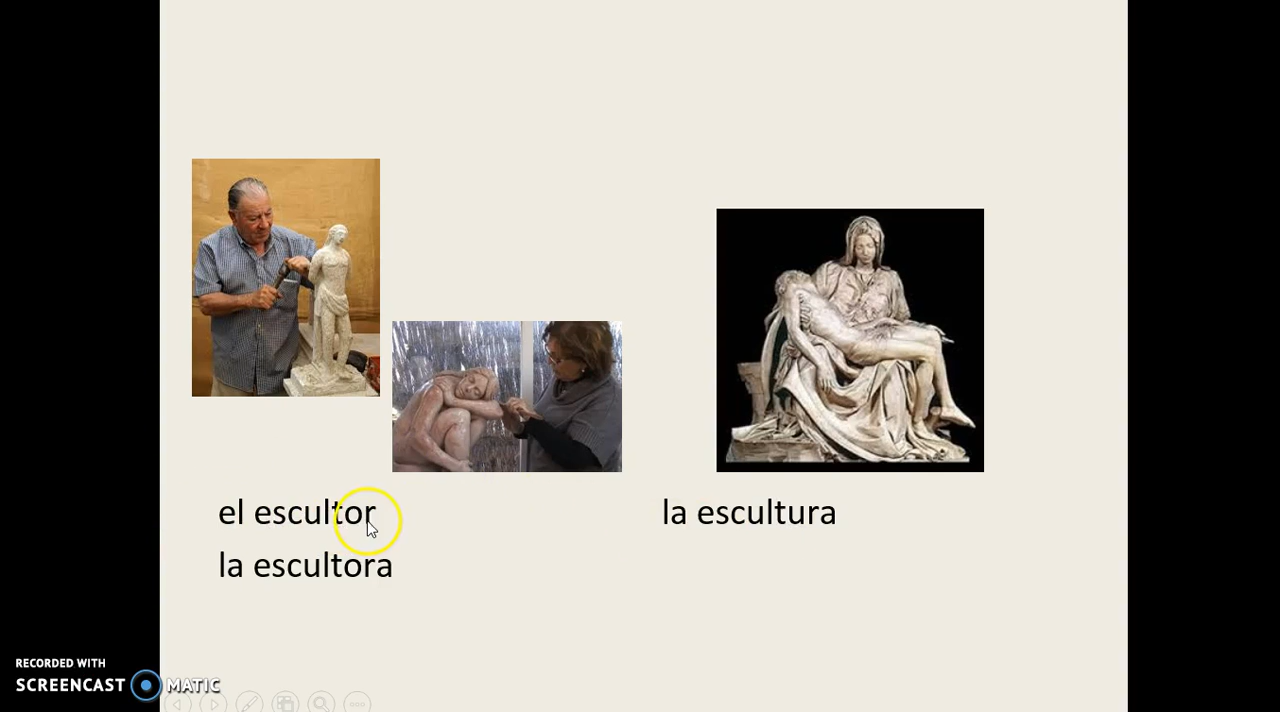 el escultor
la escultora
la escultura
RECORDED WITH
SCREENCAST MATIC